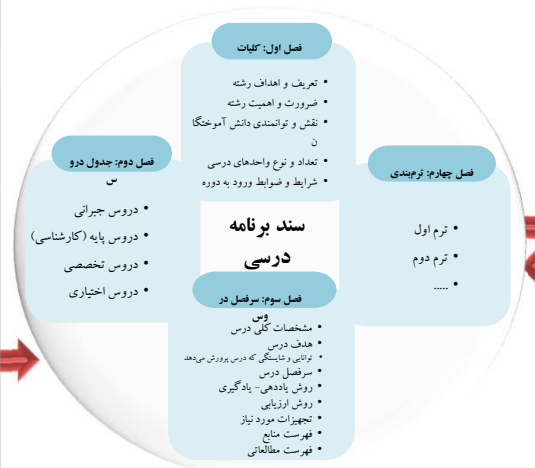 فصل اول: کلیات
• تعریف و اهداف رشته
• ضرورت و اهمیت رشته
• نقش و توانمندی دانش آموختگا
ن
• تعداد و نوع واحدهای درسی
• شرایط و ضوابط ورود به دوره
فصل دوم: جدول درو
س
• دروس جبرانی
• دروس پایه (کارشناسی)
• دروس تخصصی
• دروس اختیاری
سند برنامه
درسی
فصل سوم: سرفصل در
وس
• مشخصات کلی درس
• هدف درس
• توانایی و شایستگی که درس پرورش می‌دهد
• سرفصل درس
• روش یاددهی- یادگیری
• روش ارزیابی
• تجهیزات مورد نیاز
• فهرست منابع
• فهرست مطالعاتی
فصل چهارم: ترم‌بندی
• ترم اول
• ترم دوم
• .....